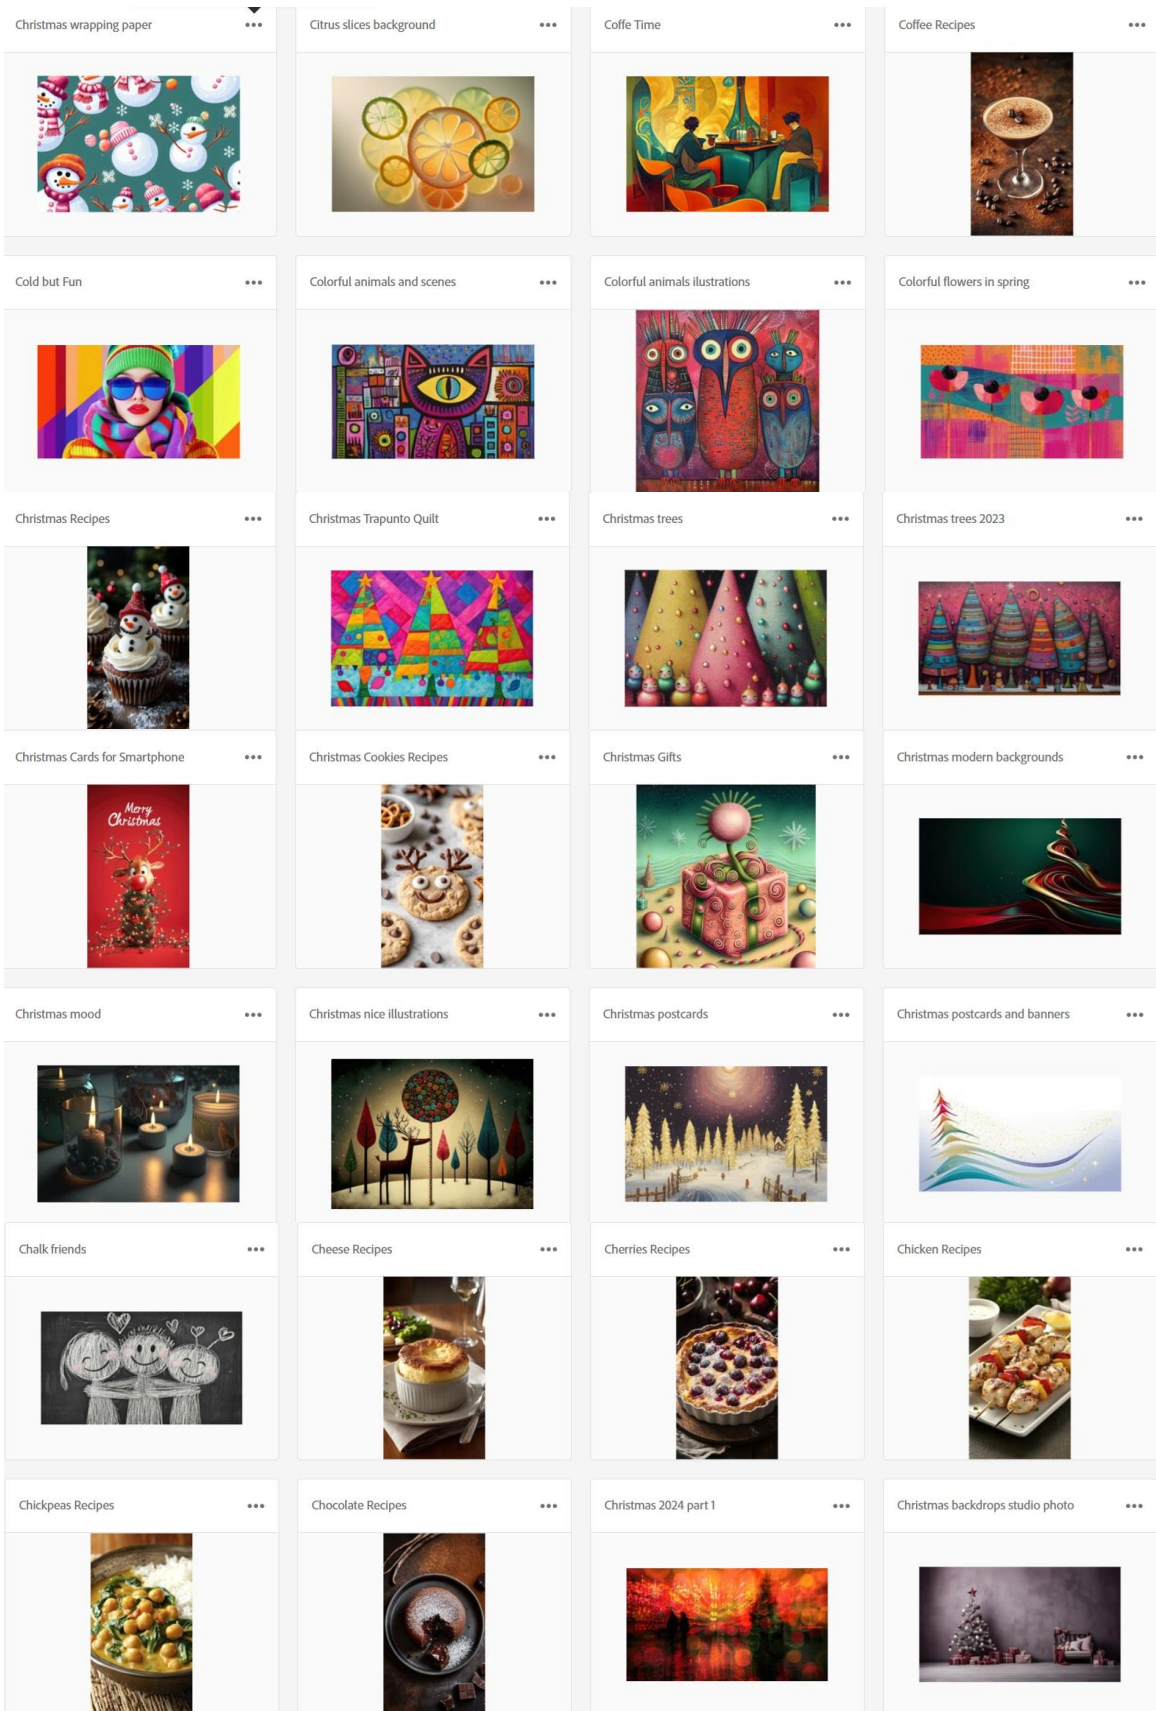 Christmas wrapping paper
Citrus slices background
Coffe Time
Coffee Recipes
Cold but Fun
Colorful animals and scenes
Colorful animals ilustrations
Colorful flowers in spring
Christmas Recipes
Christmas Trapunto Quilt
Christmas trees
Christmas trees 2023
Christmas Cards for Smartphone
Christmas Cookies Recipes
Christmas Gifts
Christmas modern backgrounds
Merry
Christmas
Christmas mood
Christmas nice illustrations
Christmas postcards
Christmas postcards and banners
Chalk friends
Cheese Recipes
Cherries Recipes
Chicken Recipes
Chickpeas Recipes
Chocolate Recipes
Christmas 2024 part 1
Christmas backdrops studio photo